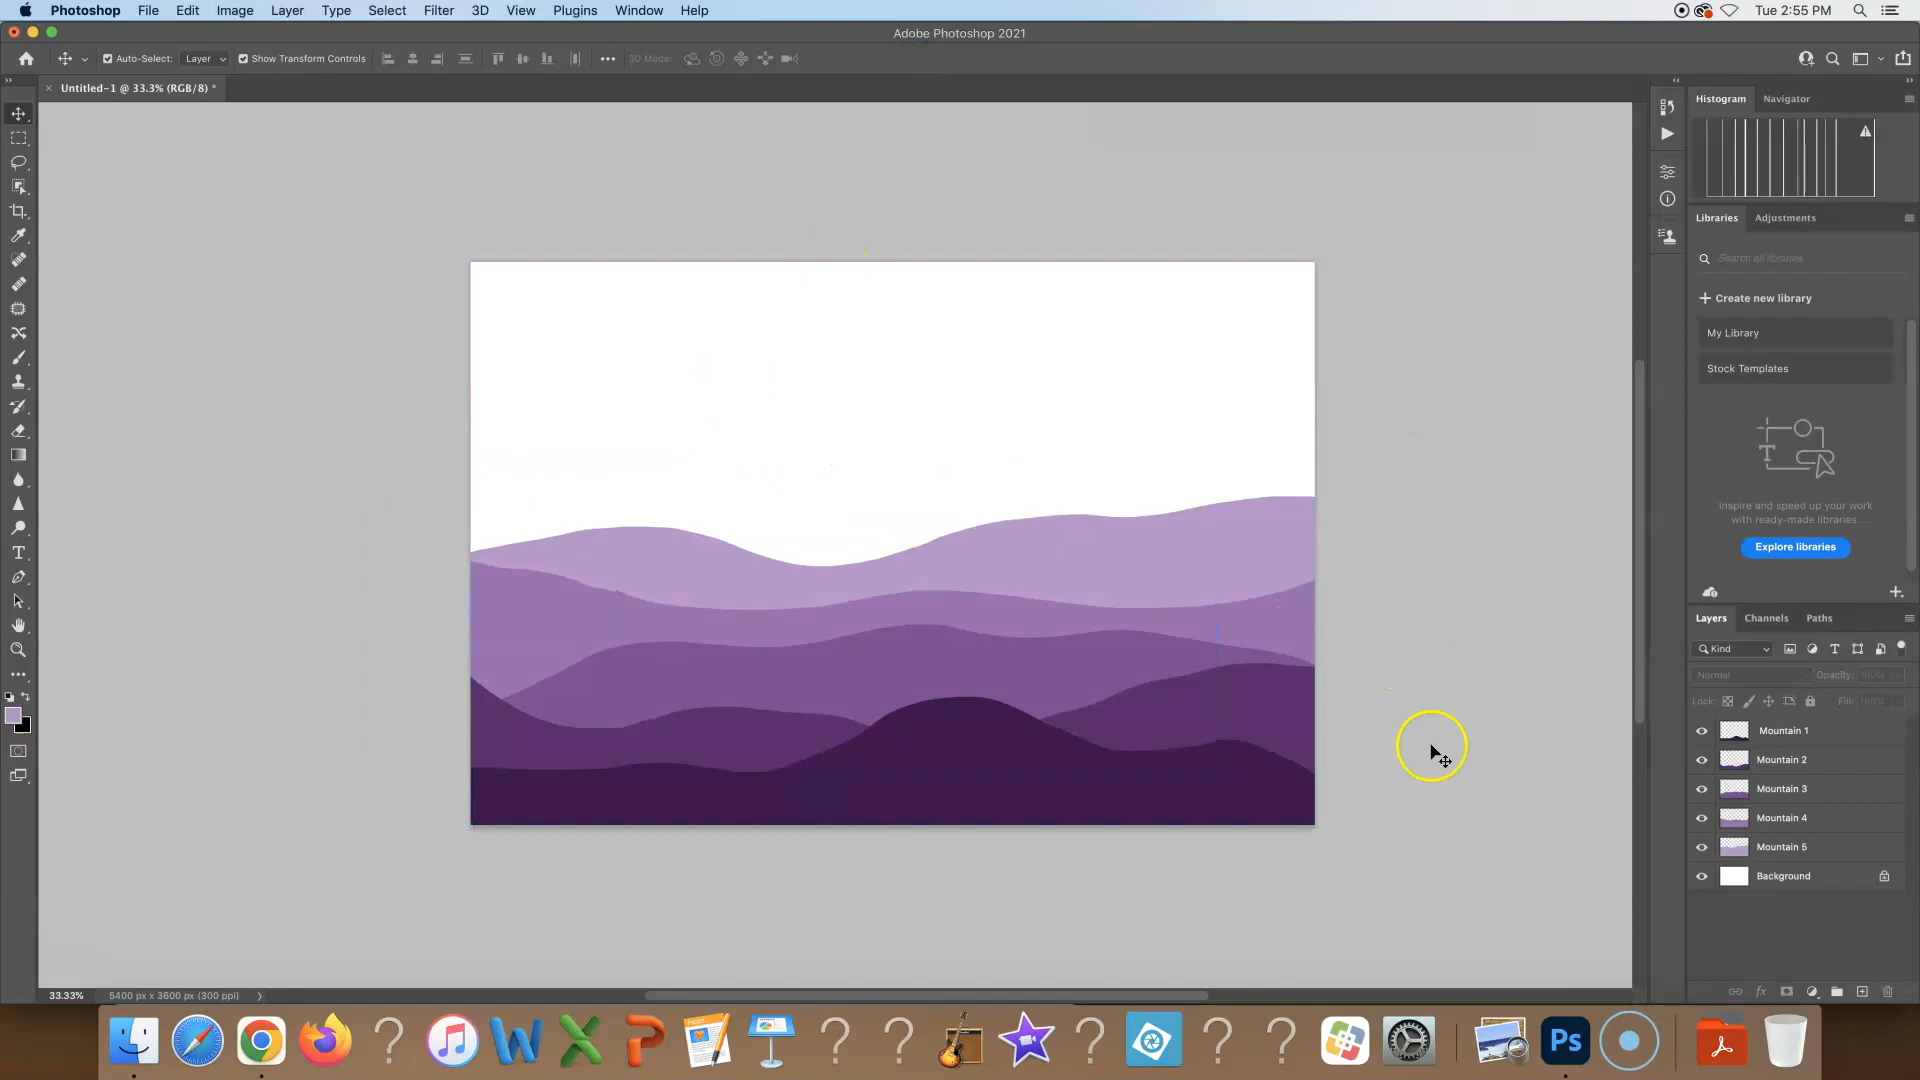 Photoshop File Edit Image Layer Type Select Filter 3D View Plugins Window Help Tue 2:55 PM
Adobe Photoshop 2021
Auto-Select: Layer Show Transform Controls 3D Mode:
Untitled-1 @ 33.3% (RGB/8) *
Histogram Navigator
Libraries Adjustments
Search all libraries
Create new library
My Library
Stock Templates
Inspire and speed up your work
with ready-made libraries.
Explore libraries
Layers Channels Paths
Kind
Normal Opacity: 100%
Lock: Fill: 100%
Mountain 1
Mountain 2
Mountain 3
Mountain 4
Mountain 5
Background
33.33% 5400 px x 3600 px (300 ppi)
PAGES
Ps